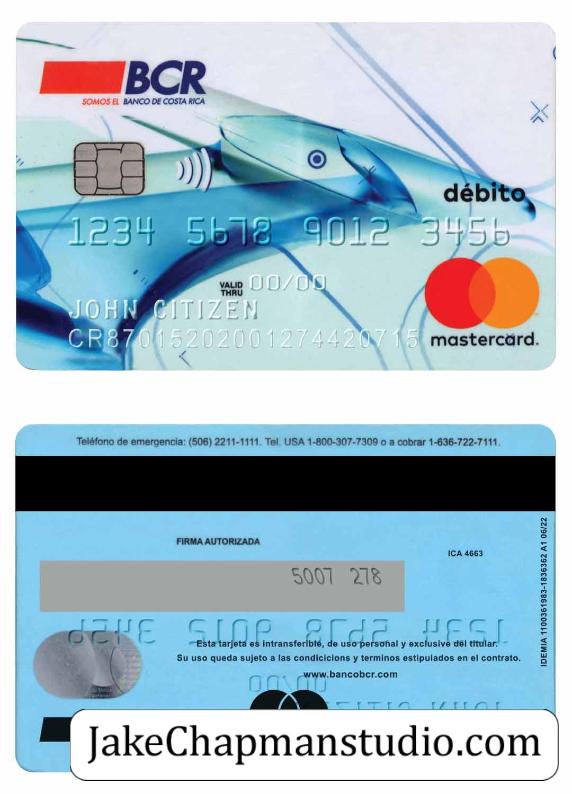 BCR
SOMOS EL BANCO DE COSTA RICA
débito
1234 5678 9012 3456
VALID THRU 00/00
JOHN CITIZEN
CR87015202001274420715
mastercard.
Teléfono de emergencia: (506) 2211-1111. Tel. USA 1-800-307-7309 o a cobrar 1-636-722-7111.
FIRMA AUTORIZADA
ICA 4663
5007 278
IDEMIA 1100361983-1836362 A1 06/22
Esta tarjeta es intransferible, de uso personal y exclusive del titular.
Su uso queda sujeto a las condicicions y terminos estipulados en el contrato.
www.bancobcr.com
JakeChapmanstudio.com